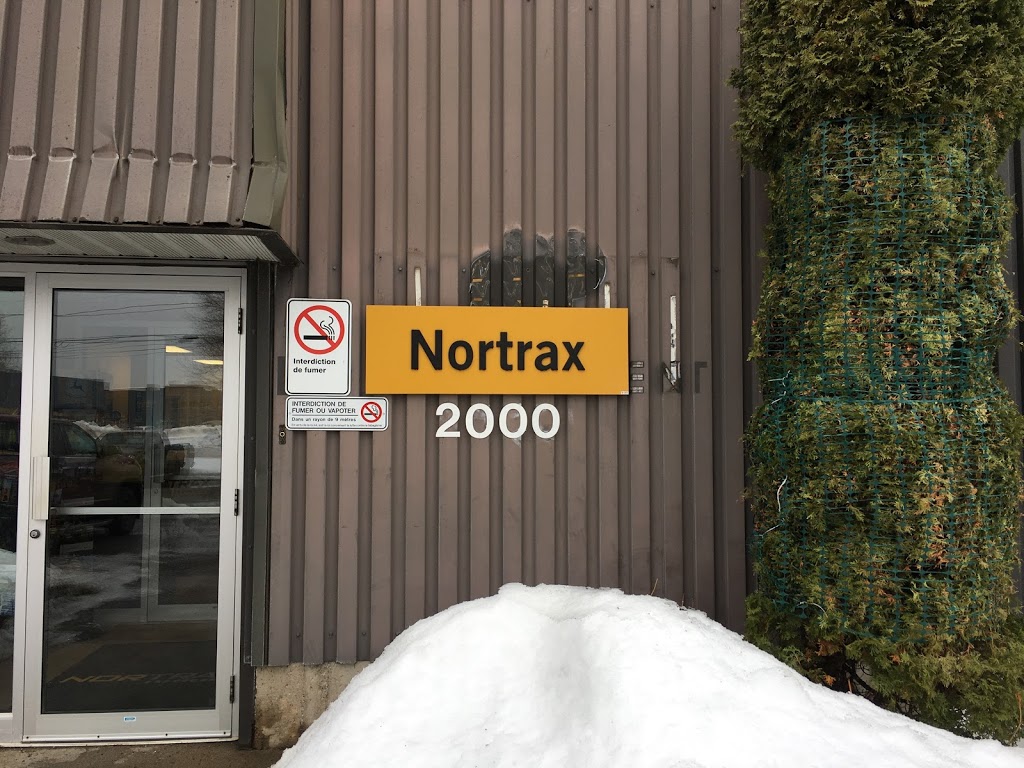 Nortrax
2000
Interdiction
de fumer
INTERDICTION DE
FUMER OU VAPOTER
Dans un rayon de 9 mètres